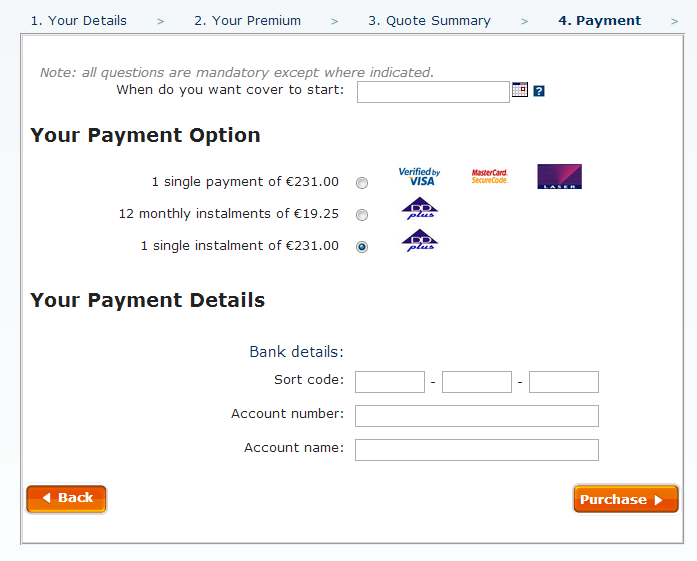 1. Your Details > 2. Your Premium > 3. Quote Summary > 4. Payment >
Note: all questions are mandatory except where indicated.
When do you want cover to start: ?
Your Payment Option
1 single payment of €231.00 Verified by VISA MasterCard. SecureCode. LASER
12 monthly instalments of €19.25 DD plus
1 single instalment of €231.00 DD plus
Your Payment Details
Bank details:
Sort code: - -
Account number:
Account name:
Back Purchase